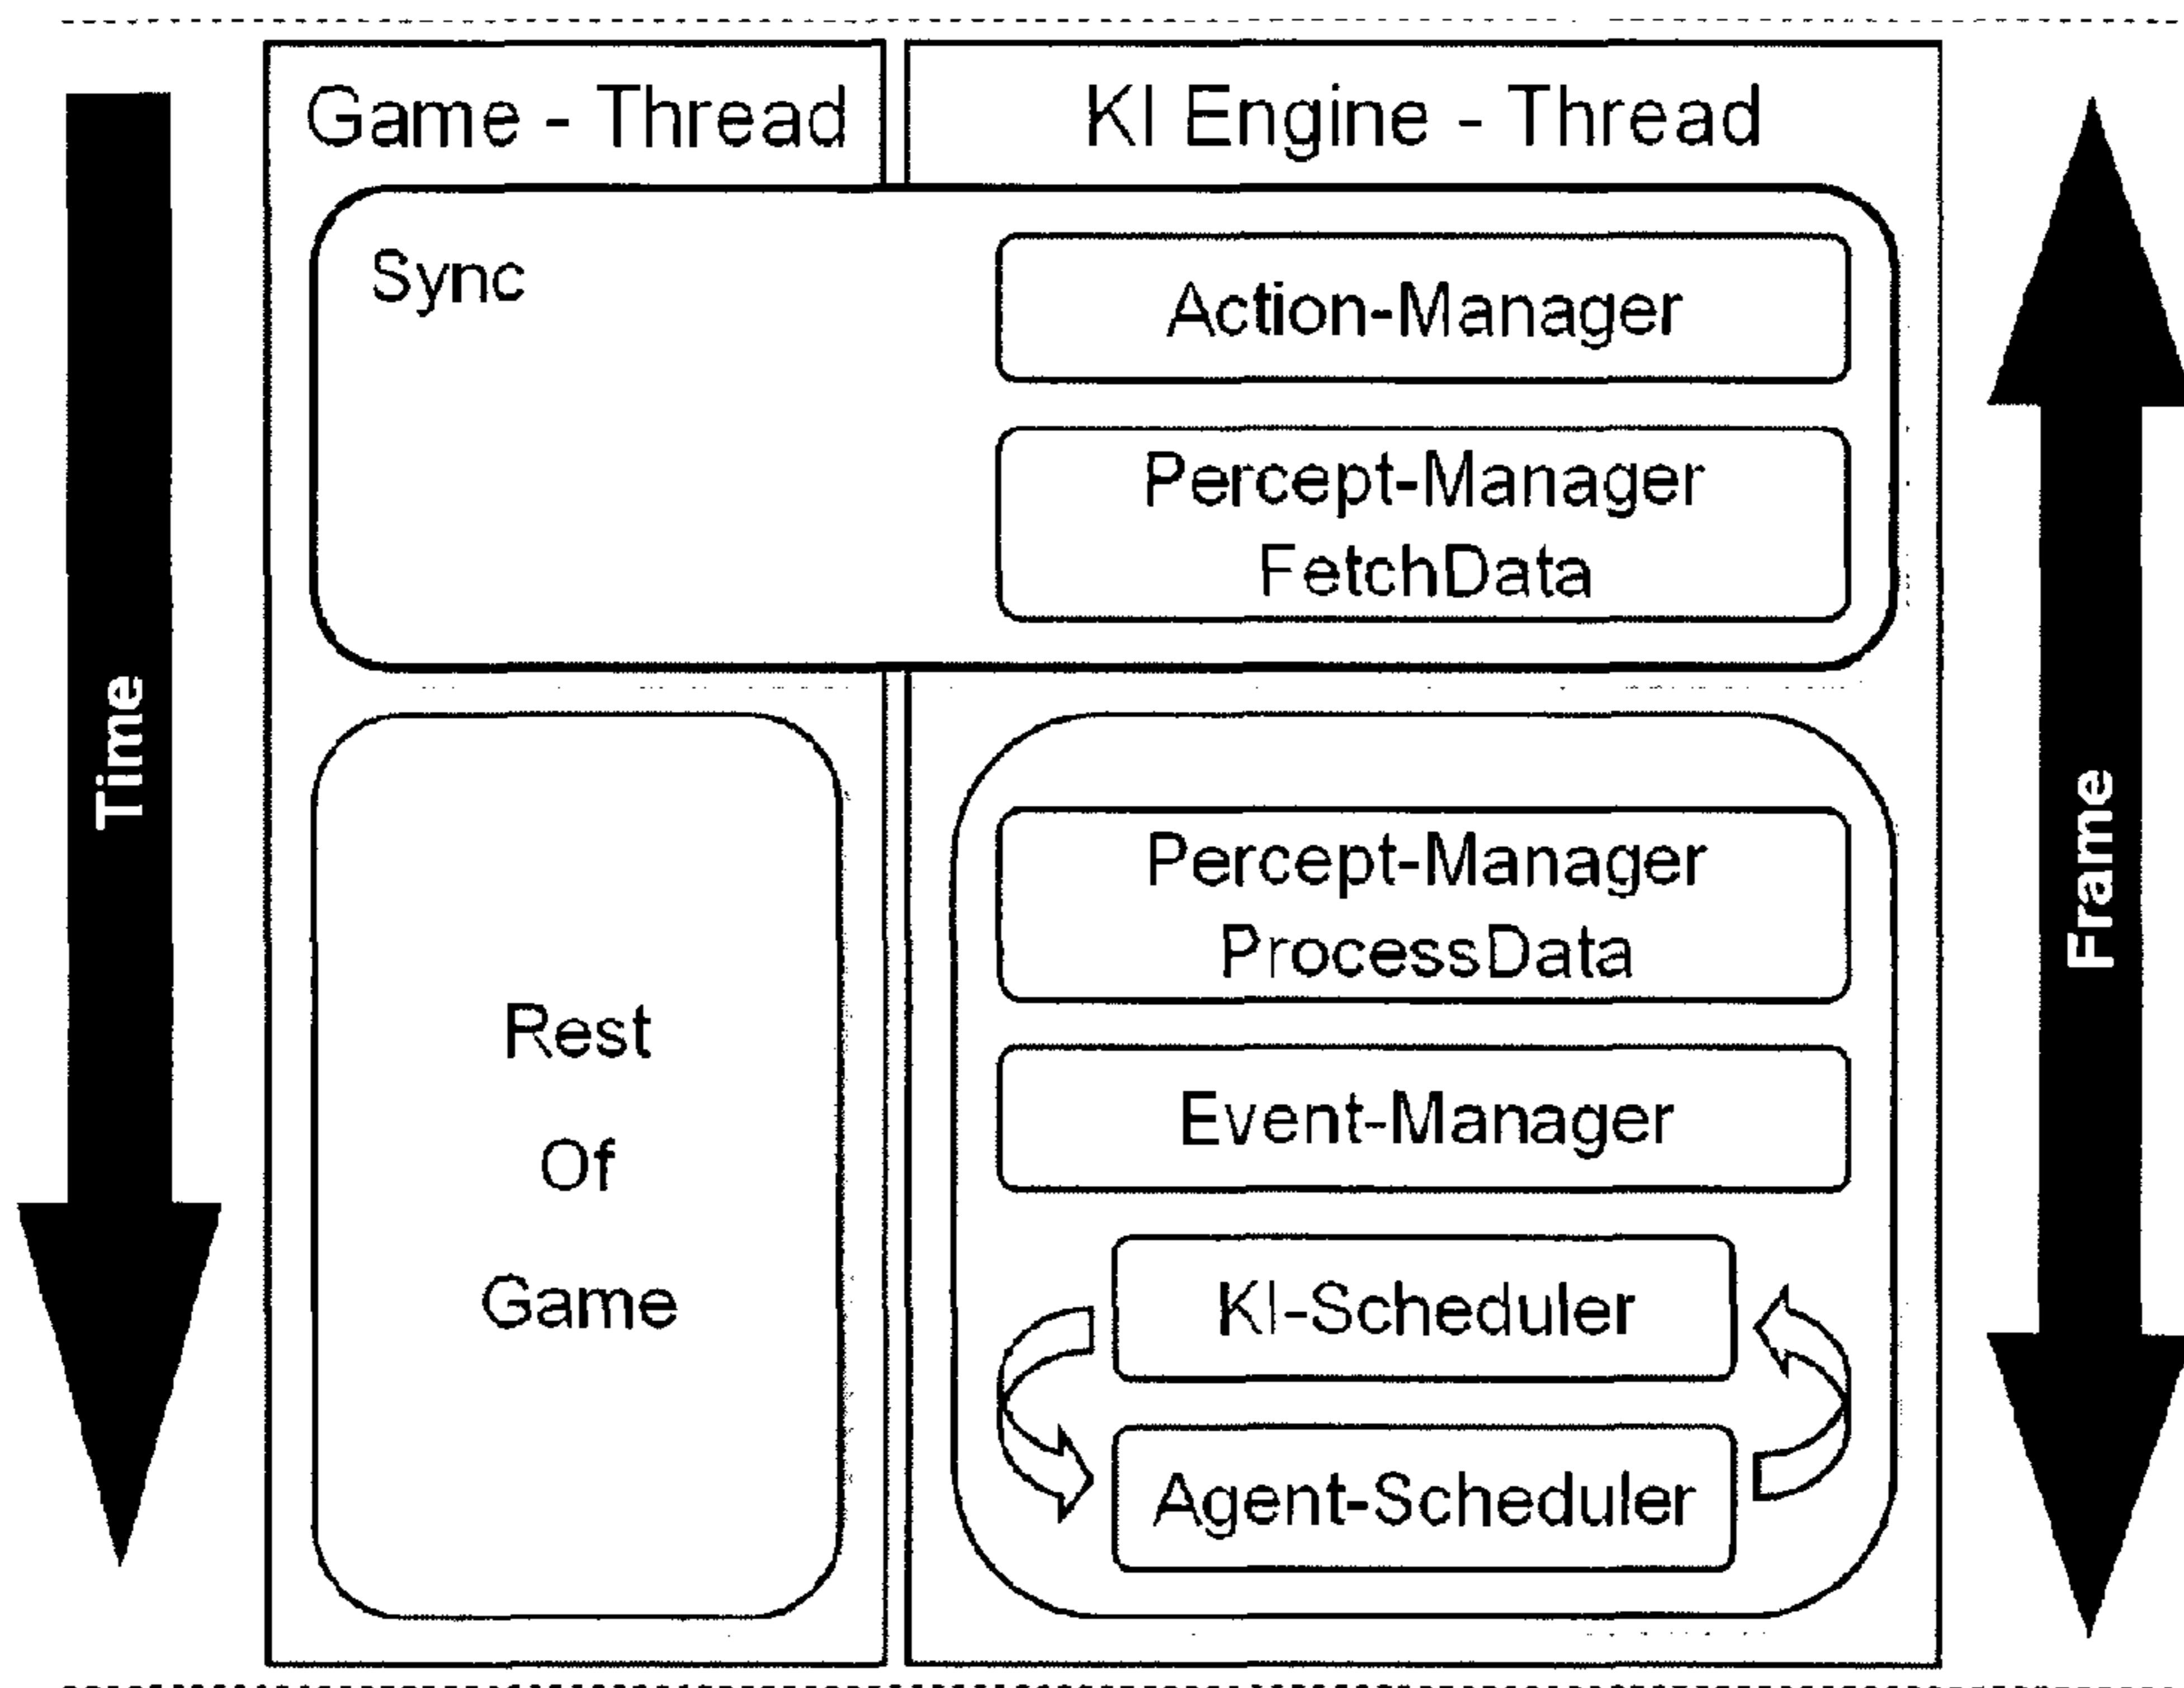 Game - Thread
KI Engine - Thread
Sync
Action-Manager
Percept-Manager
FetchData
Time
Frame
Percept-Manager
ProcessData
Event-Manager
Rest
Of
Game
KI-Scheduler
Agent-Scheduler